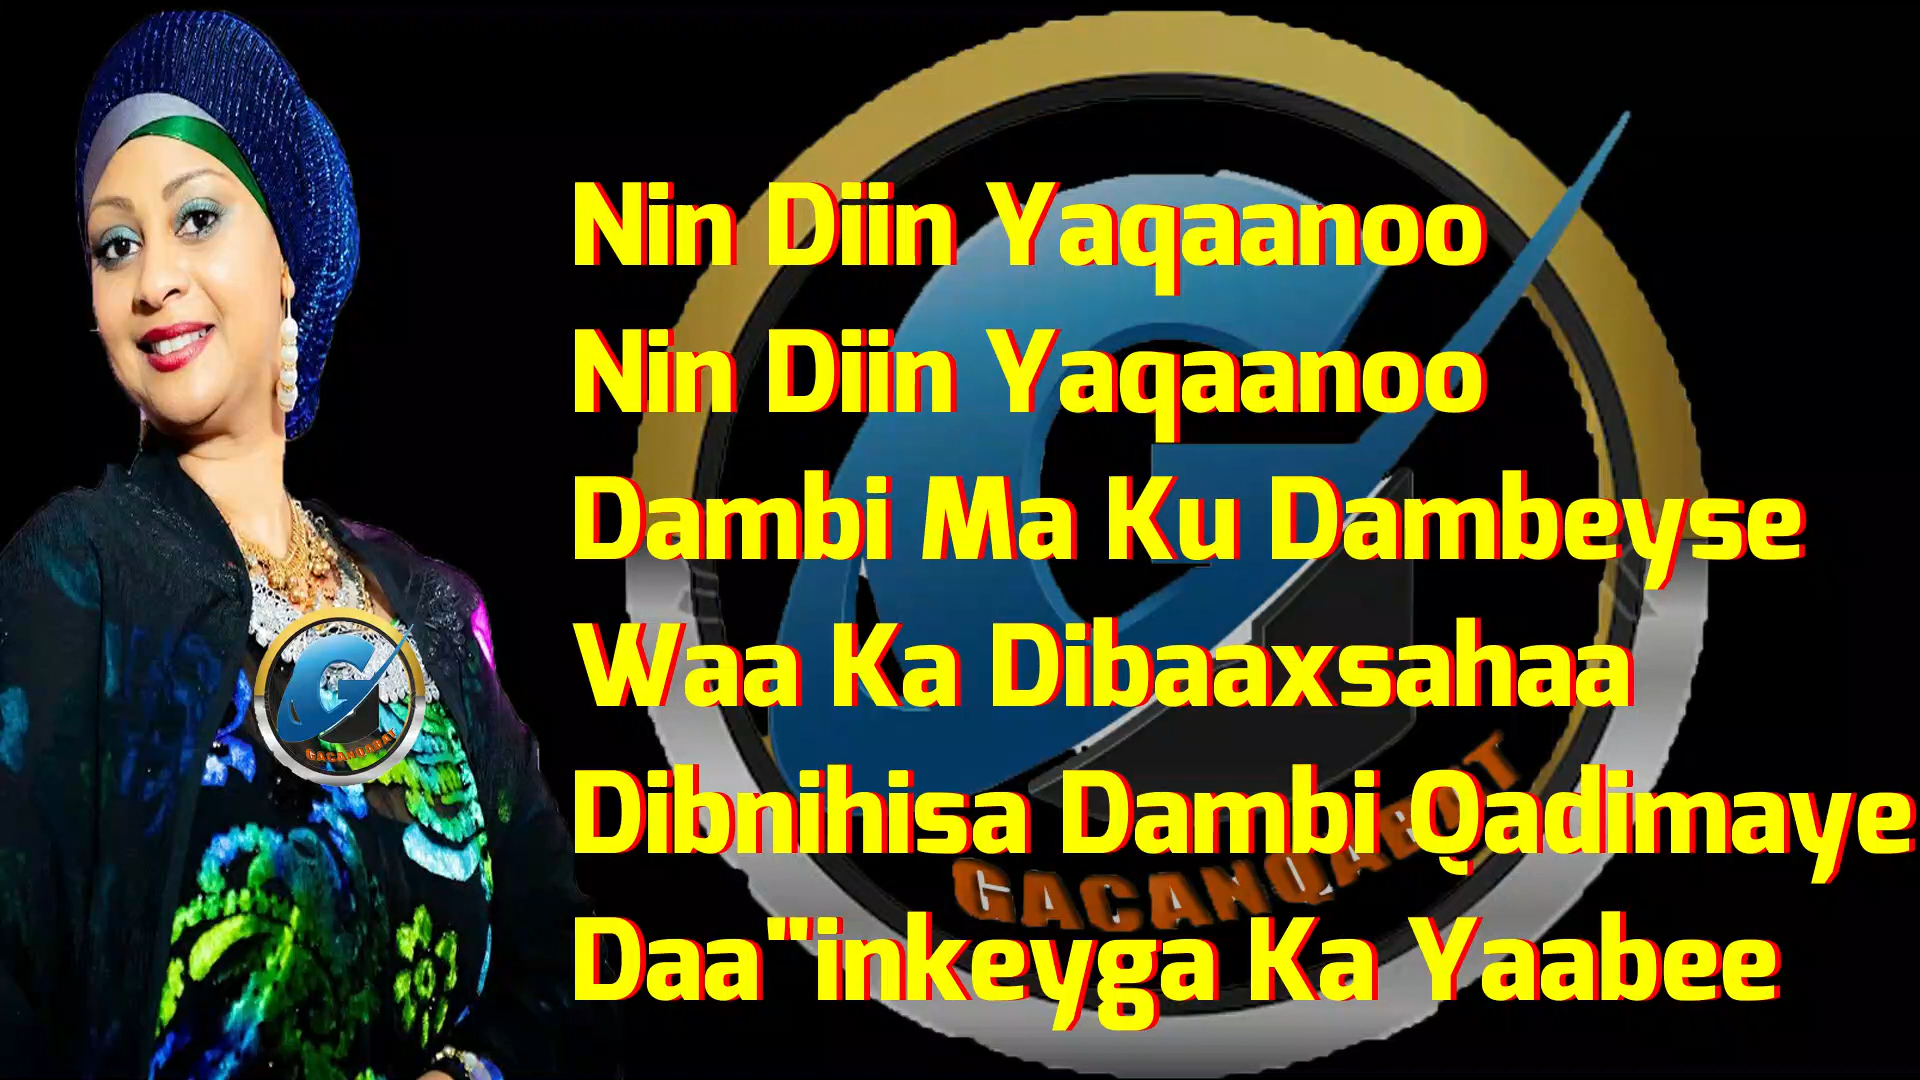 Nin Diin Yaqaanoo
Nin Diin Yaqaanoo
Dambi Ma Ku Dambeyse
Waa Ka Dibaaxsahaa
Dibnihisa Dambi Qadimaye
Daa"inkeyga Ka Yaabee
GACANQABAT
GACANQABAT